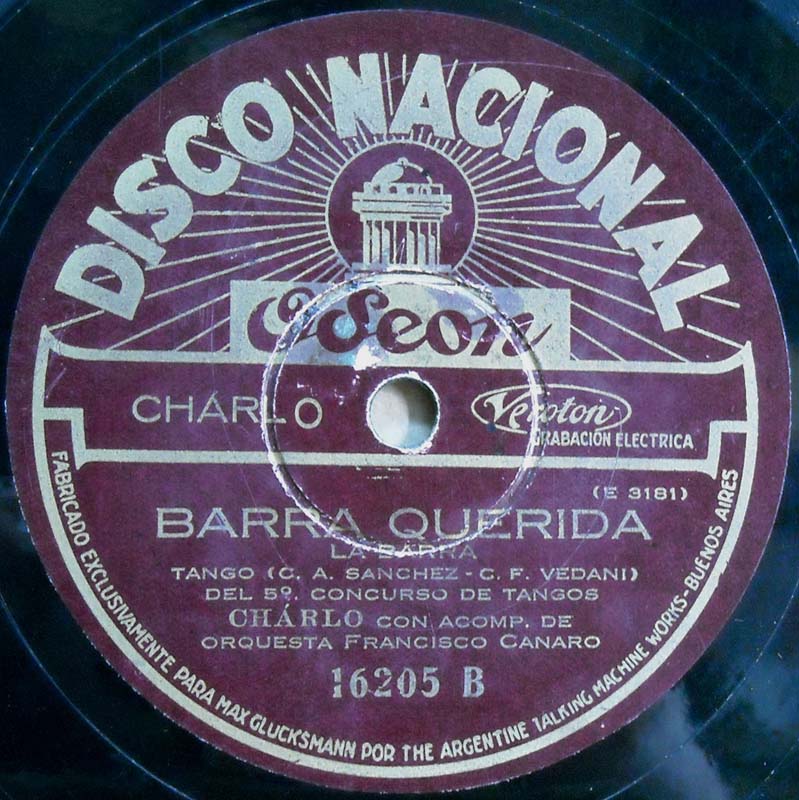 DISCO NACIONAL
Odeon
CHÁRLO
Veroton
GRABACIÓN ELECTRICA
(E 3181)
BARRA QUERIDA
LA BARRA
TANGO (C. A. SANCHEZ - C. F. VEDANI)
DEL 5º. CONCURSO DE TANGOS
CHÁRLO CON ACOMP. DE
ORQUESTA FRANCISCO CANARO
16205 B
FABRICADO EXCLUSIVAMENTE PARA MAX GLUCKSMANN POR THE ARGENTINE TALKING MACHINE WORKS-BUENOS AIRES